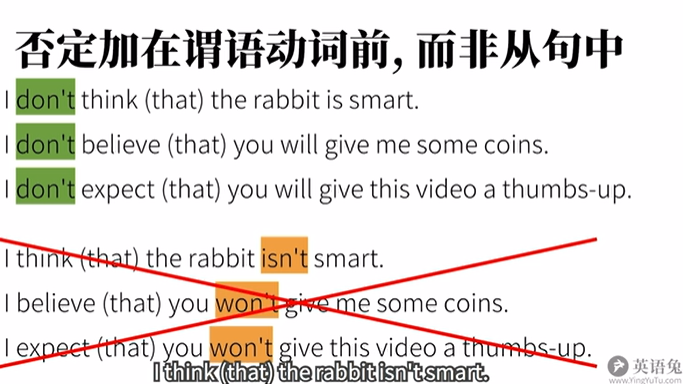 否定加在谓语动词前，而非从句中
I don't think (that) the rabbit is smart.
I don't believe (that) you will give me some coins.
I don't expect (that) you will give this video a thumbs-up.
I think (that) the rabbit isn't smart.
I believe (that) you won't give me some coins.
I expect (that) you won't give this video a thumbs-up.
I think (that) the rabbit isn't smart.
英语兔
www.YingYuTu.com